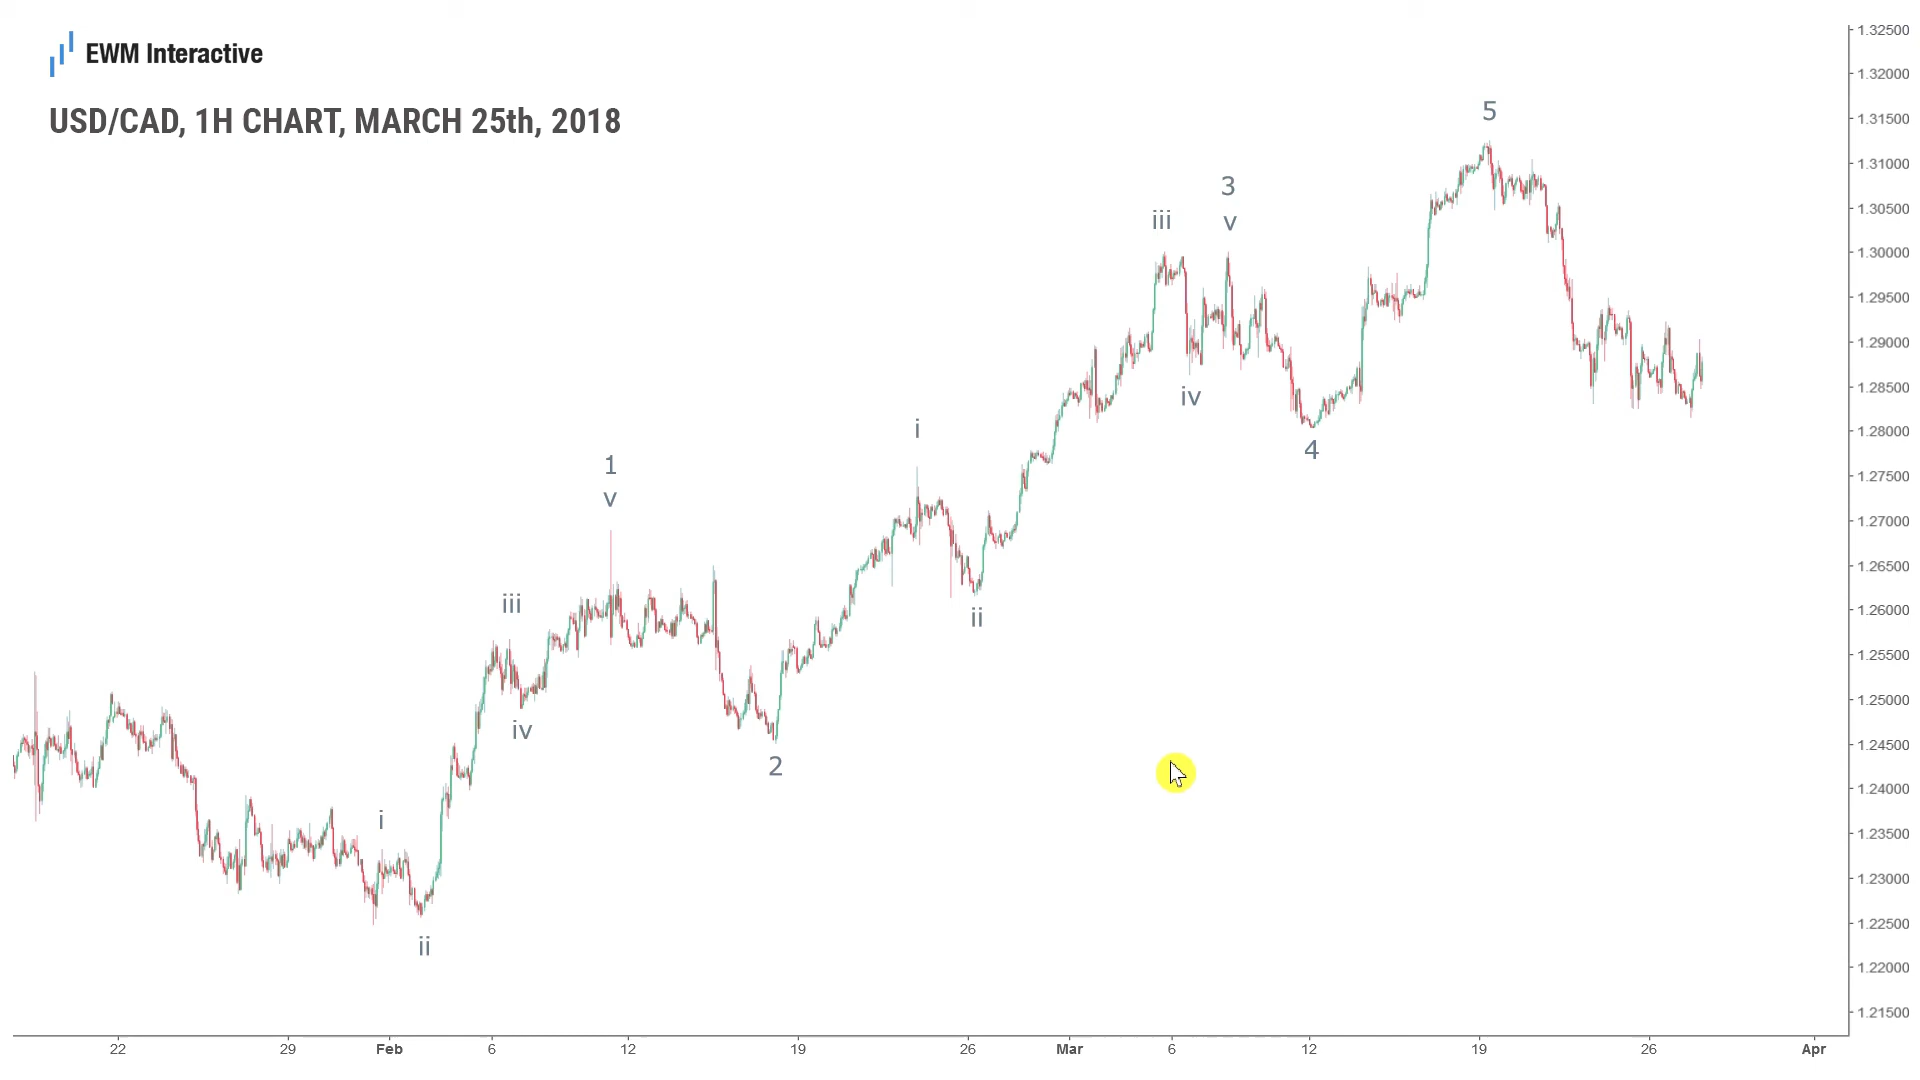 EWM Interactive
USD/CAD, 1H CHART, MARCH 25th, 2018
5
3
iii v
iv
4
i
1
v
ii
iii
iv
2
i
ii
1.32500
1.32000
1.31500
1.31000
1.30500
1.30000
1.29500
1.29000
1.28500
1.28000
1.27500
1.27000
1.26500
1.26000
1.25500
1.25000
1.24500
1.24000
1.23500
1.23000
1.22500
1.22000
1.21500
22 29 Feb 6 12 19 26 Mar 6 12 19 26 Apr